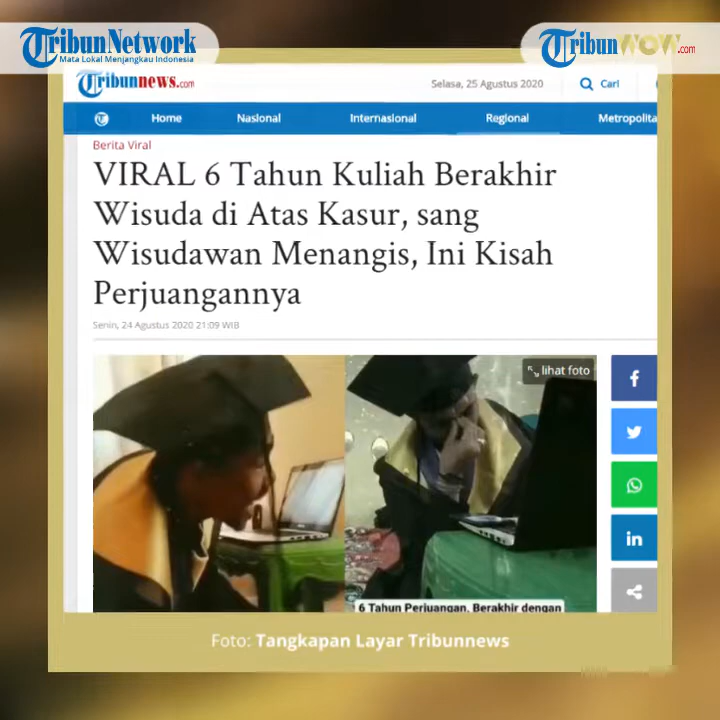 TribunNetwork
Mata Lokal Menjangkau Indonesia
TribunWOW.com
Tribunnews.com
Selasa, 25 Agustus 2020
Cari
Home Nasional Internasional Regional Metropolita
Berita Viral
VIRAL 6 Tahun Kuliah Berakhir
Wisuda di Atas Kasur, sang
Wisudawan Menangis, Ini Kisah
Perjuangannya
Senin, 24 Agustus 2020 21:09 WIB
lihat foto
6 Tahun Perjuangan, Berakhir dengan
Foto: Tangkapan Layar Tribunnews